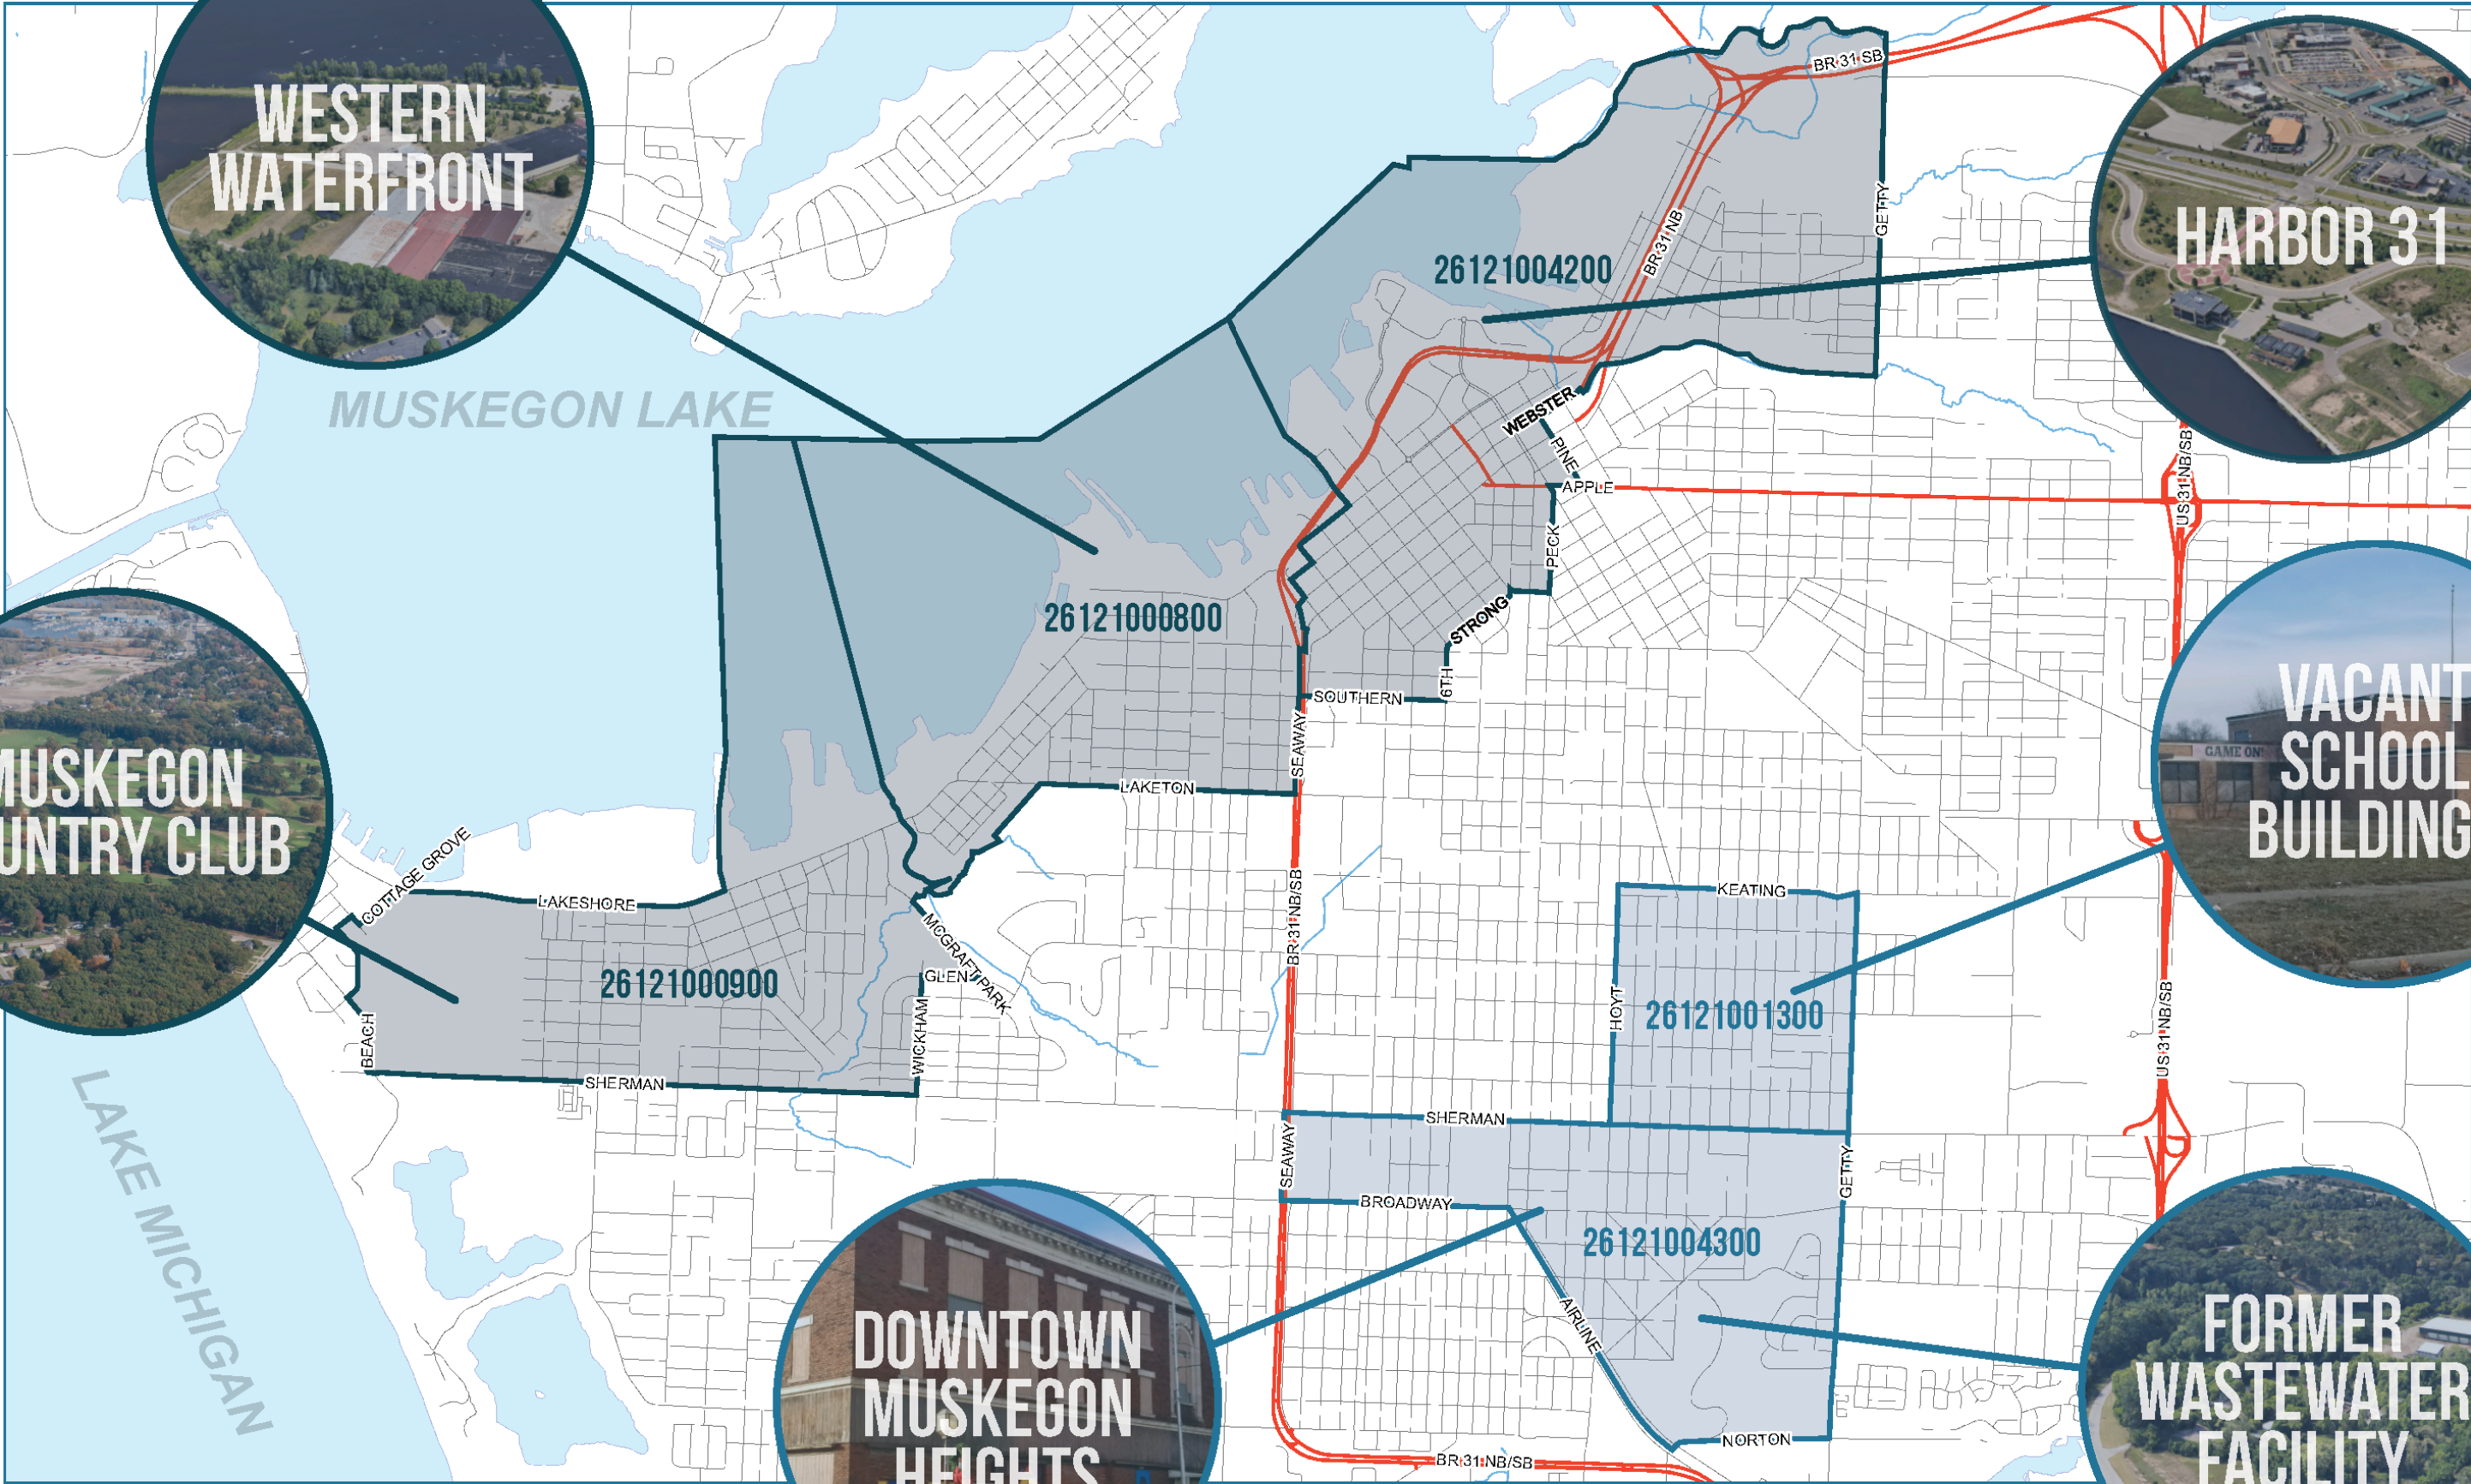 WESTERN
WATERFRONT
BR 31 SB
HARBOR 31
GETTY
BR 31 NB
26121004200
MUSKEGON LAKE
WEBSTER
PINE
APPLE
US 31 NB/SB
PECK
26121000800
STRONG
6TH
SOUTHERN
SEAWAY
LAKETON
VACANT
SCHOOL
BUILDING
GAME ON!
MUSKEGON
UNTRY CLUB
COTTAGE GROVE
LAKESHORE
KEATING
BR 31 NB/SB
MCGRAFT PARK
GLEN
26121000900
WICKHAM
BEACH
SHERMAN
HOYT
26121001300
US 31 NB/SB
LAKE MICHIGAN
SHERMAN
SEAWAY
BROADWAY
GETTY
26121004300
AIRLINE
DOWNTOWN
MUSKEGON
HEIGHTS
FORMER
WASTEWATER
FACILITY
NORTON
BR 31 NB/SB